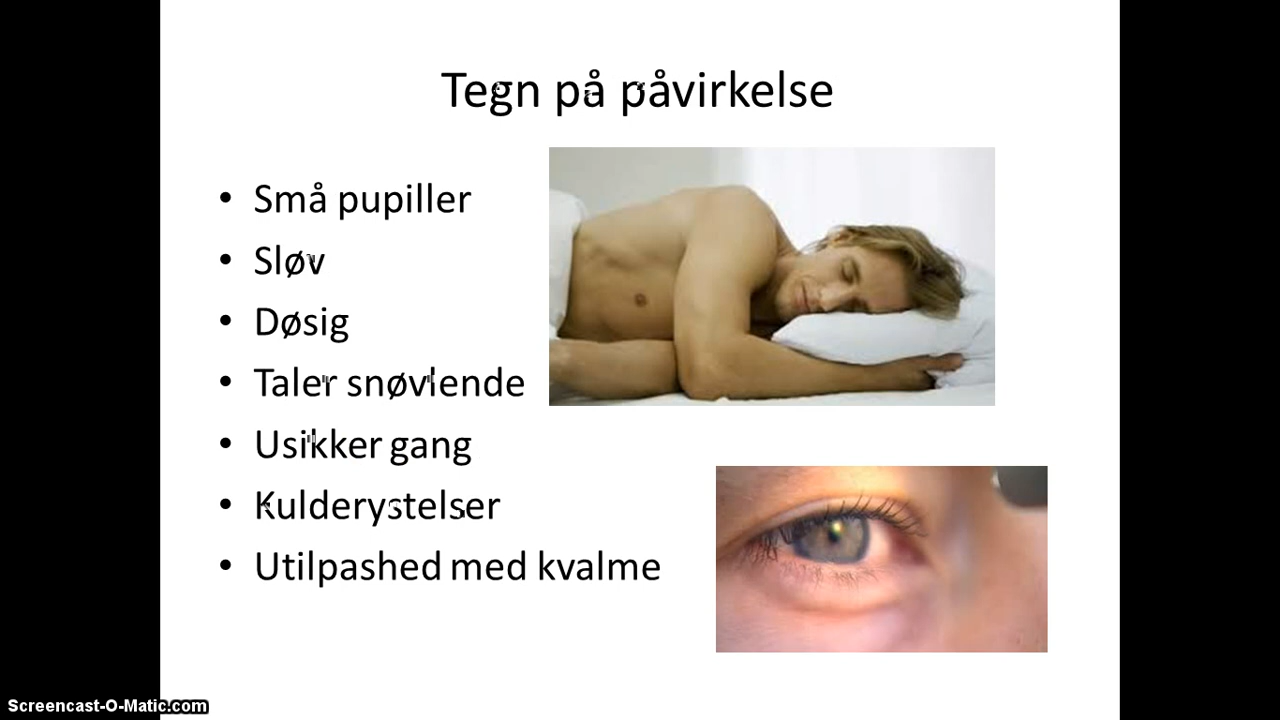 Tegn på påvirkelse
• Små pupiller
• Sløv
• Døsig
• Taler snøvlende
• Usikker gang
• Kulderystelser
• Utilpashed med kvalme
Screencast-O-Matic.com